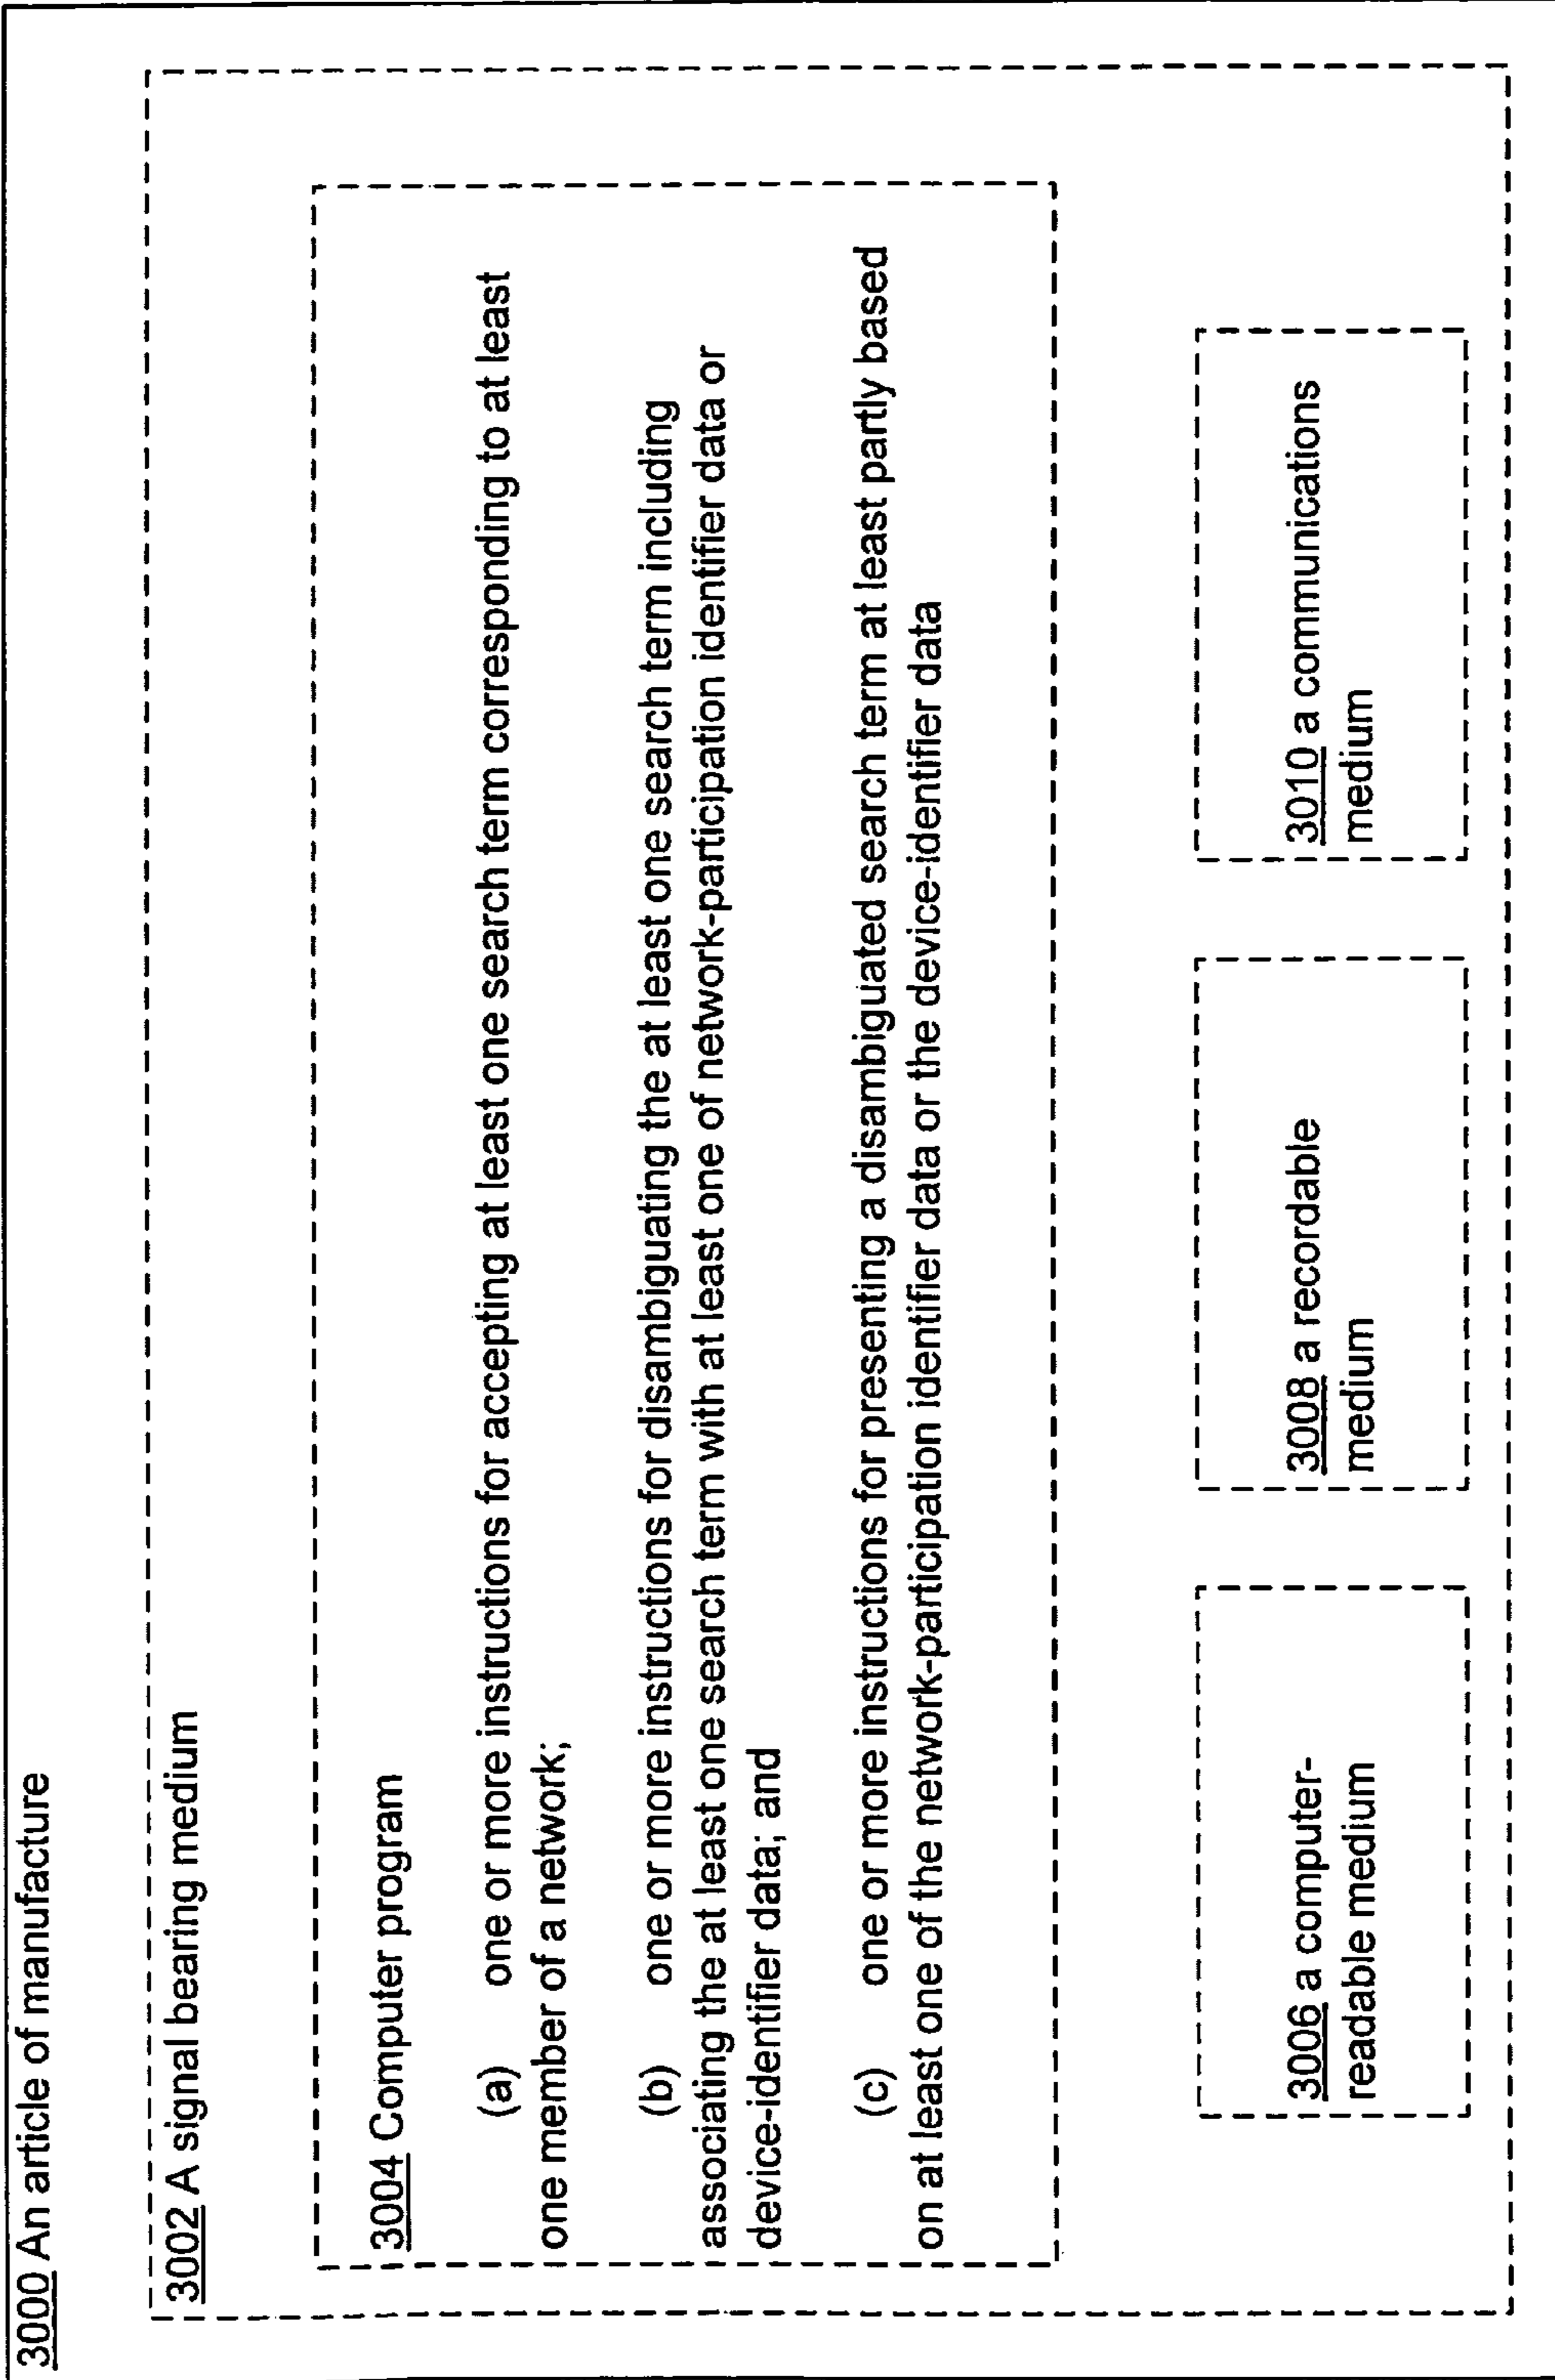 3000 An article of manufacture
3002 A signal bearing medium
3004 Computer program
(a) one or more instructions for accepting at least one search term corresponding to at least
one member of a network;
(b) one or more instructions for disambiguating the at least one search term including
associating the at least one search term with at least one of network-participation identifier data or
device-identifier data; and
(c) one or more instructions for presenting a disambiguated search term at least partly based
on at least one of the network-participation identifier data or the device-identifier data
3006 a computer-
readable medium
3008 a recordable
medium
3010 a communications
medium